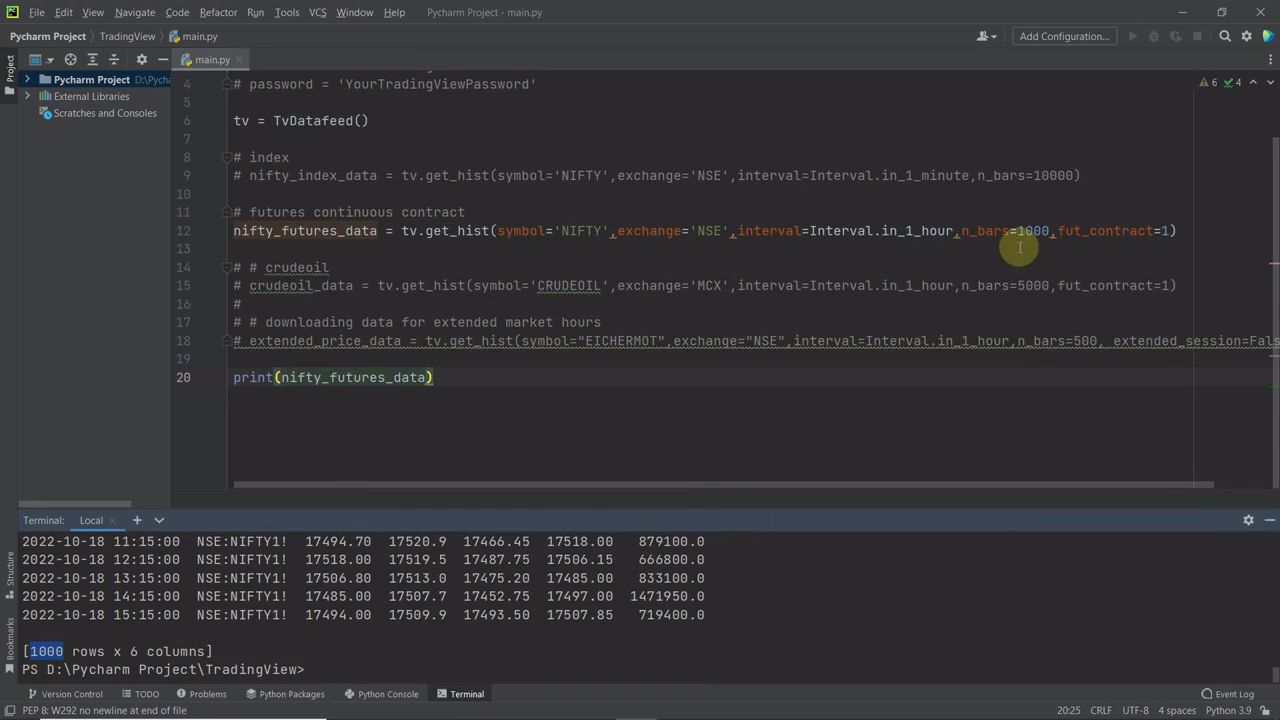 File Edit View Navigate Code Refactor Run Tools VCS Window Help Pycharm Project - main.py
Pycharm Project TradingView main.py Add Configuration...
Project main.py
Pycharm Project D:\Pycha
External Libraries
Scratches and Consoles
6 4
4 # password = 'YourTradingViewPassword'
5
6 tv = TvDatafeed()
7
8 # index
9 # nifty_index_data = tv.get_hist(symbol='NIFTY',exchange='NSE',interval=Interval.in_1_minute,n_bars=10000)
10
11 # futures continuous contract
12 nifty_futures_data = tv.get_hist(symbol='NIFTY',exchange='NSE',interval=Interval.in_1_hour,n_bars=1000,fut_contract=1)
13
14 # # crudeoil
15 # crudeoil_data = tv.get_hist(symbol='CRUDEOIL',exchange='MCX',interval=Interval.in_1_hour,n_bars=5000,fut_contract=1)
16 #
17 # # downloading data for extended market hours
18 # extended_price_data = tv.get_hist(symbol="EICHERMOT",exchange="NSE",interval=Interval.in_1_hour,n_bars=500, extended_session=Fals
19
20 print(nifty_futures_data)
Terminal: Local
2022-10-18 11:15:00 NSE:NIFTY1! 17494.70 17520.9 17466.45 17518.00 879100.0
2022-10-18 12:15:00 NSE:NIFTY1! 17518.00 17519.5 17487.75 17506.15 666800.0
2022-10-18 13:15:00 NSE:NIFTY1! 17506.80 17513.0 17475.20 17485.00 833100.0
2022-10-18 14:15:00 NSE:NIFTY1! 17485.00 17507.7 17452.75 17497.00 1471950.0
2022-10-18 15:15:00 NSE:NIFTY1! 17494.00 17509.9 17493.50 17507.85 719400.0
[1000 rows x 6 columns]
PS D:\Pycharm Project\TradingView>
Structure
Bookmarks
Version Control TODO Problems Python Packages Python Console Terminal Event Log
PEP 8: W292 no newline at end of file 20:25 CRLF UTF-8 4 spaces Python 3.9